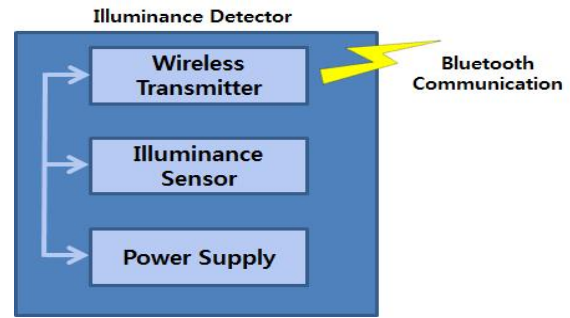 Illuminance Detector
Wireless
Transmitter
Bluetooth
Communication
Illuminance
Sensor
Power Supply